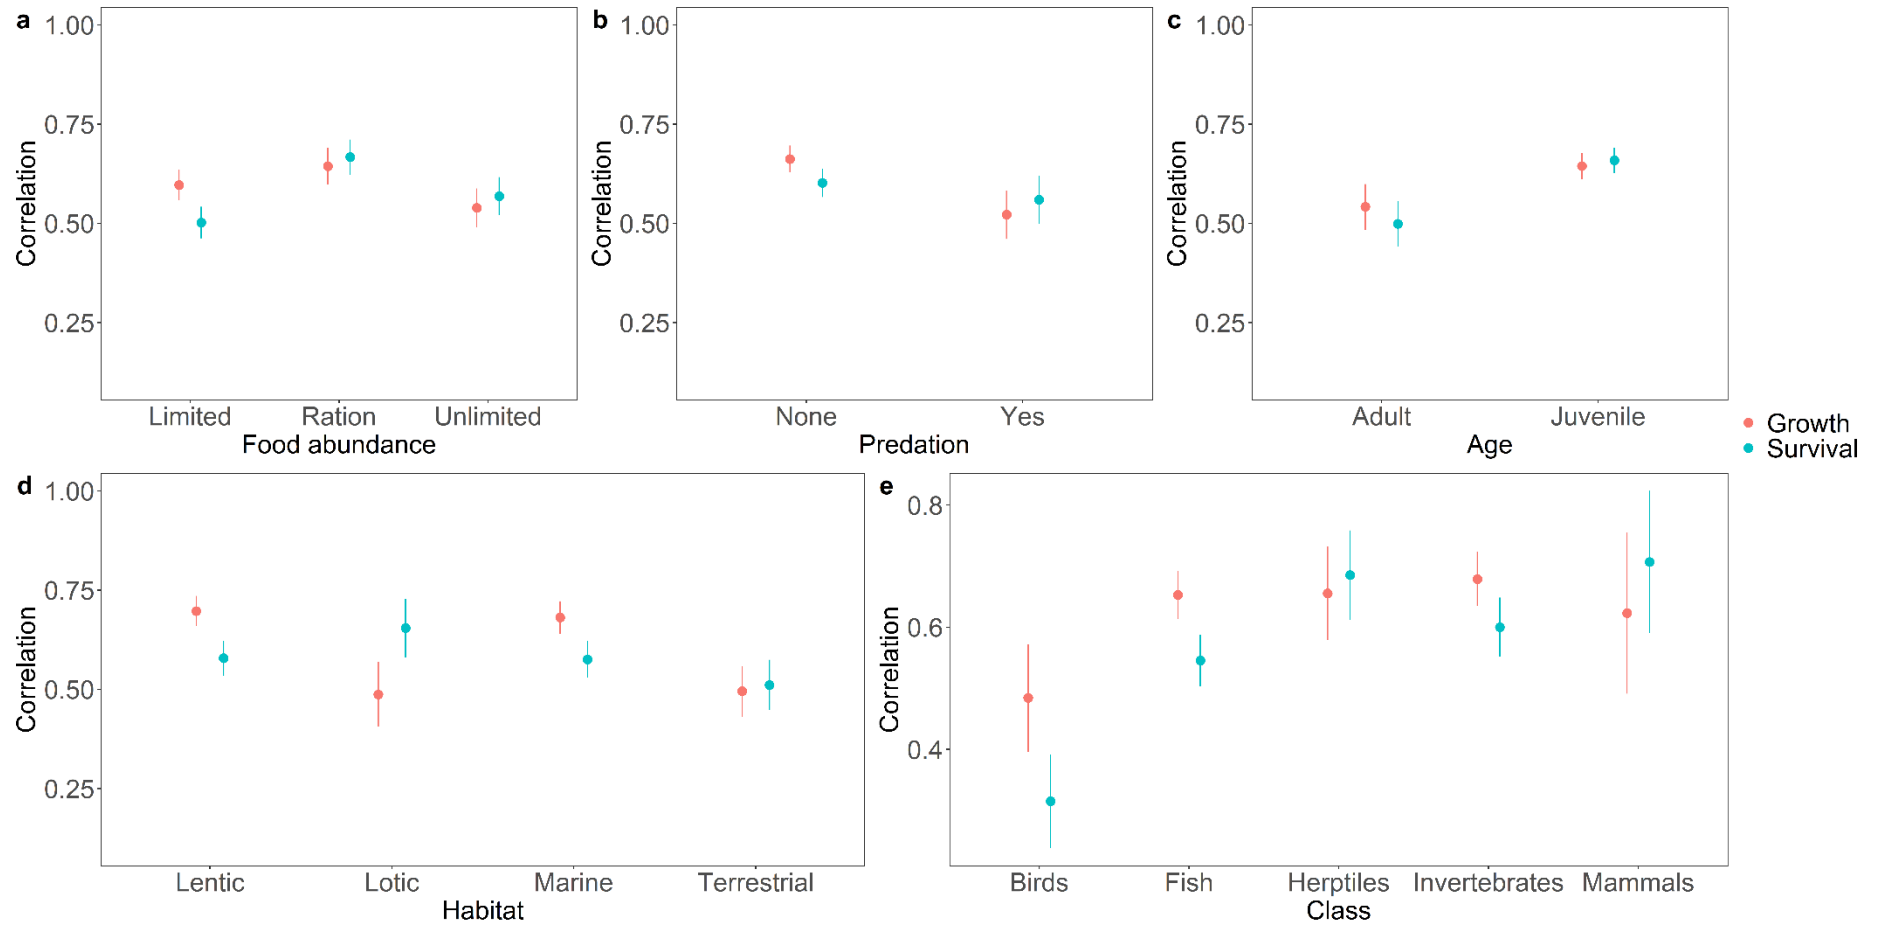 a
1.00
0.75
0.50
0.25
Correlation
Limited Ration Unlimited
Food abundance
b
1.00
0.75
0.50
0.25
Correlation
None Yes
Predation
c
1.00
0.75
0.50
0.25
Correlation
Adult Juvenile
Age
Growth
Survival
d
1.00
0.75
0.50
0.25
Correlation
Lentic Lotic Marine Terrestrial
Habitat
e
0.8
0.6
0.4
Correlation
Birds Fish Herptiles Invertebrates Mammals
Class